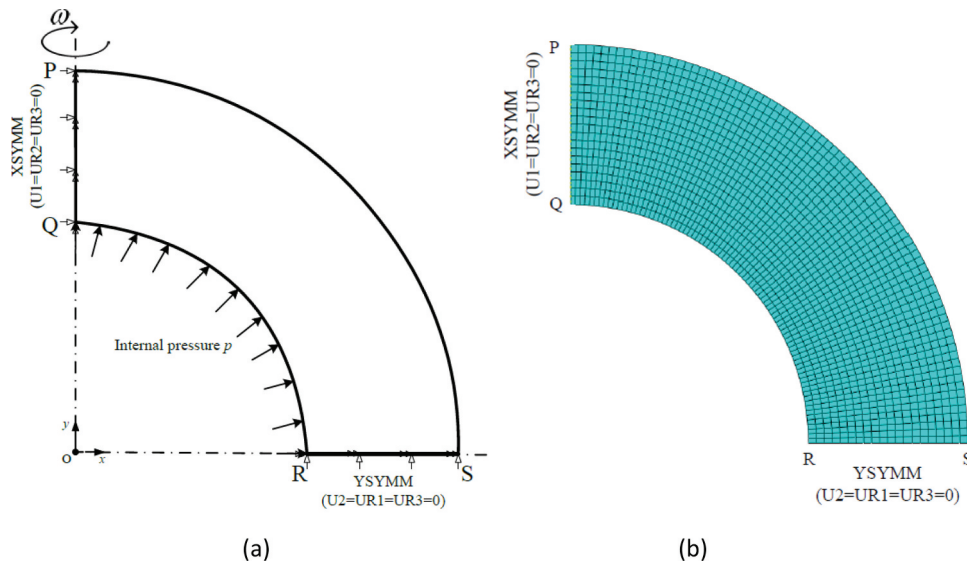 ω
P
XSYMM
(U1=UR2=UR3=0)
Q
Internal pressure p
y
o
x
R
S
YSYMM
(U2=UR1=UR3=0)
(a)
P
XSYMM
(U1=UR2=UR3=0)
Q
R
S
YSYMM
(U2=UR1=UR3=0)
(b)